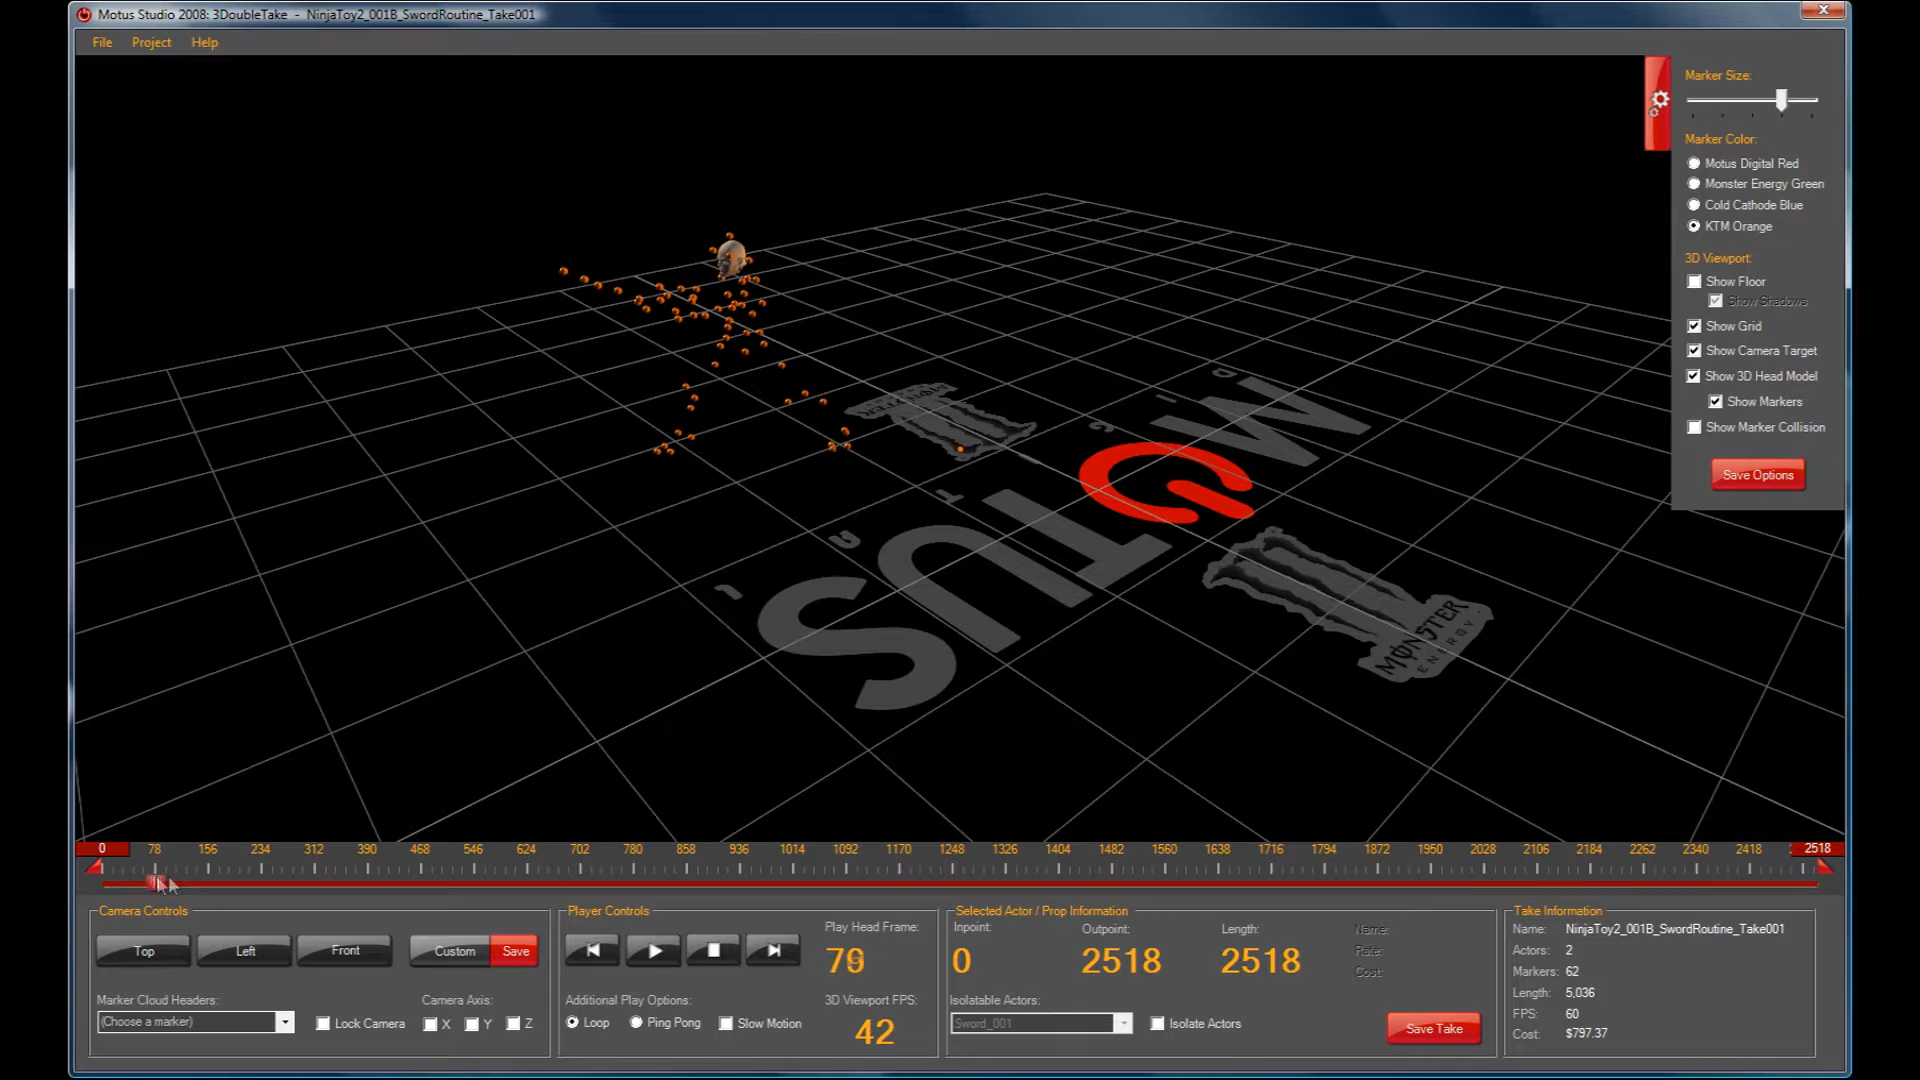 Motus Studio 2008: 3DoubleTake - NinjaToy2_001B_SwordRoutine_Take001
File Project Help
Marker Size:
Marker Color:
Motus Digital Red
Monster Energy Green
Cold Cathode Blue
KTM Orange
3D Viewport:
Show Floor
Show Shadows
Show Grid
Show Camera Target
Show 3D Head Model
Show Markers
Show Marker Collision
Save Options
M
T
U
S
D I G I T A L
MONSTER
ENERGY
MONSTER
0 78 156 234 312 390 468 546 624 702 780 858 936 1014 1092 1170 1248 1326 1404 1482 1560 1638 1716 1794 1872 1950 2028 2106 2184 2262 2340 2418 2518
Camera Controls
Top Left Front Custom Save
Marker Cloud Headers:
(Choose a marker)
Lock Camera
Camera Axis:
X Y Z
Player Controls
Play Head Frame:
79
Additional Play Options:
Loop Ping Pong Slow Motion
3D Viewport FPS:
42
Selected Actor / Prop Information
Inpoint: Outpoint: Length:
0 2518 2518
Name:
Rate:
Cost:
Isolatable Actors:
Sword_001
Isolate Actors
Save Take
Take Information
Name: NinjaToy2_001B_SwordRoutine_Take001
Actors: 2
Markers: 62
Length: 5,036
FPS: 60
Cost: $797.37